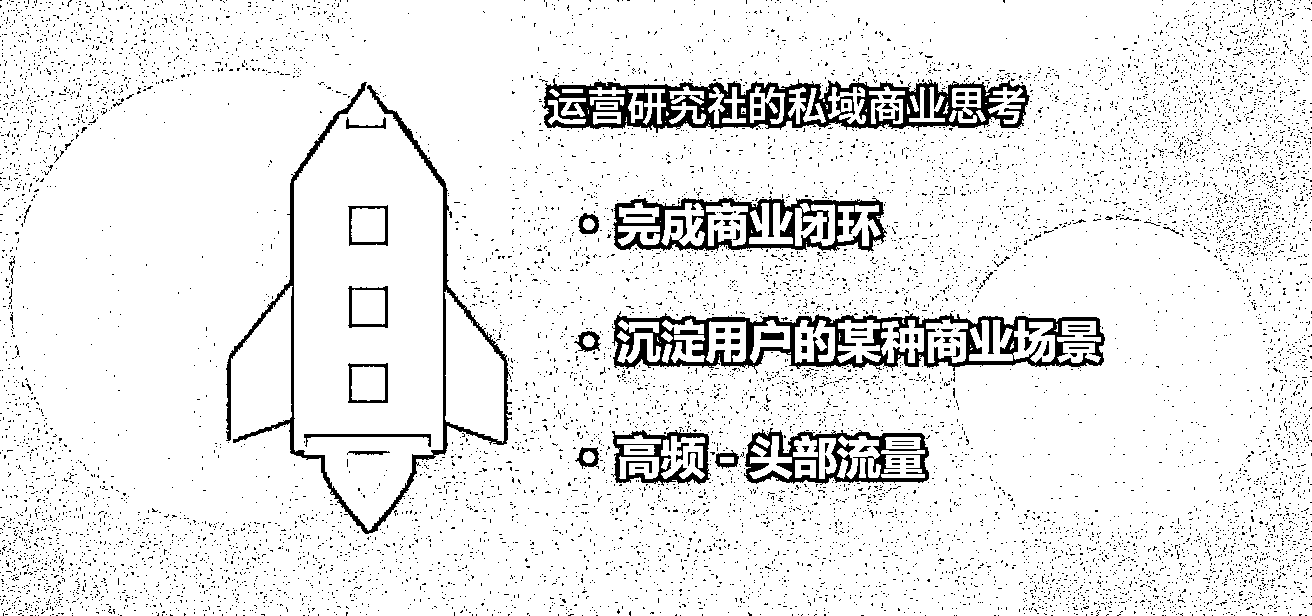 运营研究社的私域商业思考
• 完成商业闭环
• 沉淀用户的某种商业场景
• 高频 - 头部流量